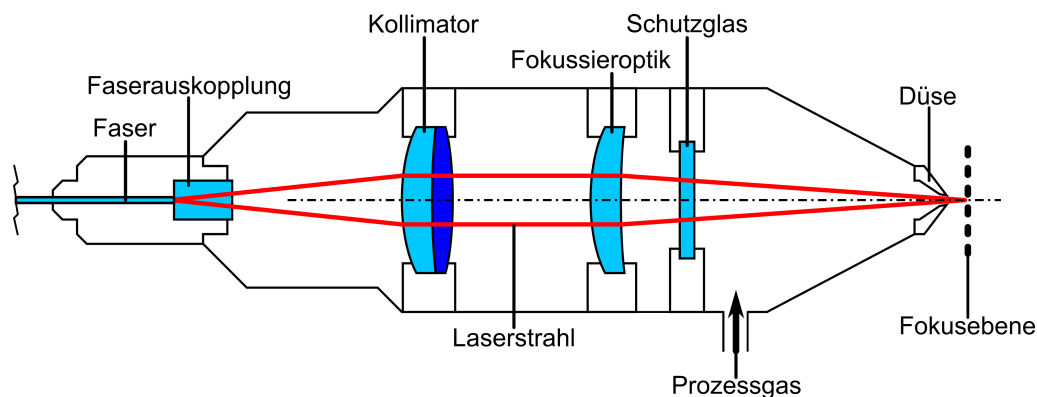 Kollimator
Schutzglas
Fokussieroptik
Faserauskopplung
Düse
Faser
Laserstrahl
Fokusebene
Prozessgas